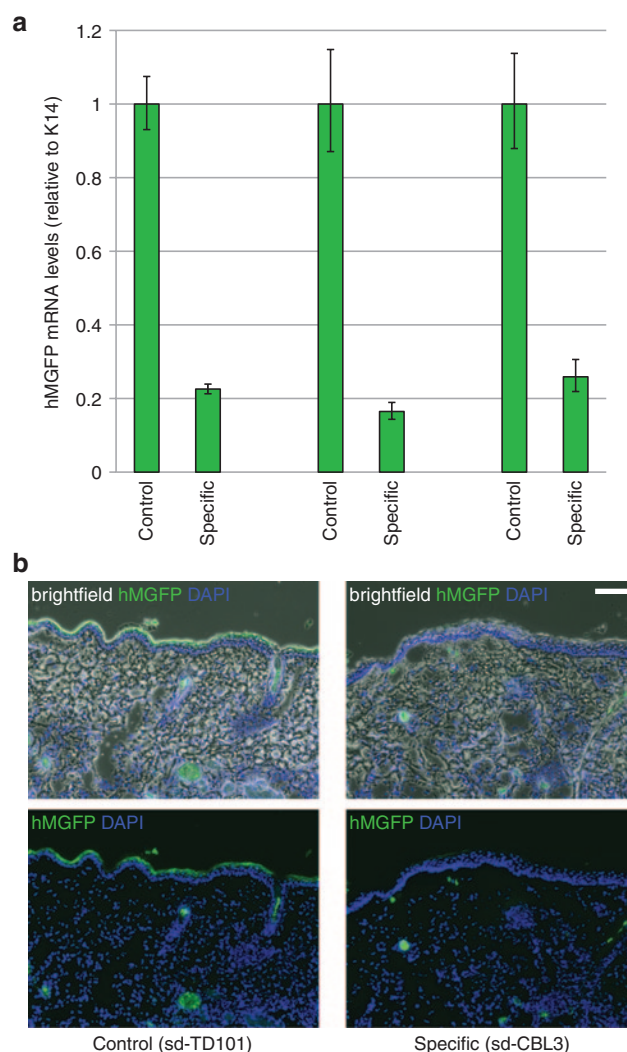 a
hMGFP mRNA levels (relative to K14)
1.2
1
0.8
0.6
0.4
0.2
0
Control
Specific
Control
Specific
Control
Specific
b
brightfield hMGFP DAPI
brightfield hMGFP DAPI
hMGFP DAPI
hMGFP DAPI
Control (sd-TD101)
Specific (sd-CBL3)